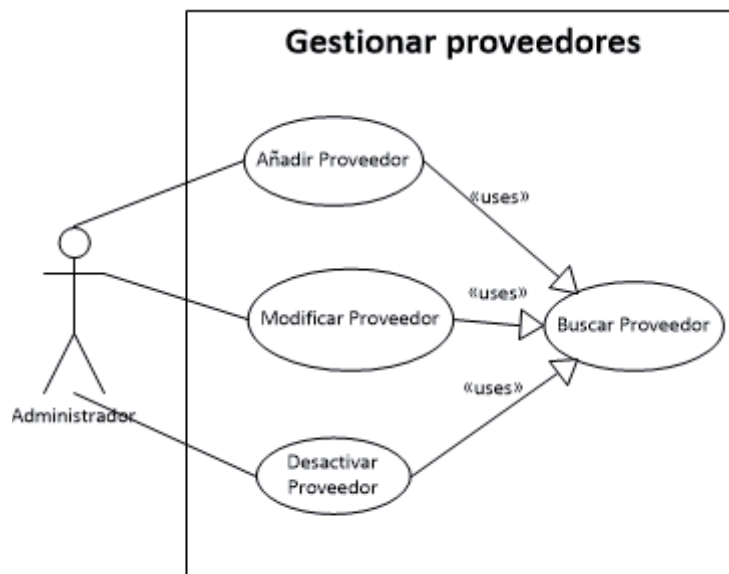 Gestionar proveedores
Añadir Proveedor
«uses»
Modificar Proveedor
«uses»
Buscar Proveedor
«uses»
Administrador
Desactivar
Proveedor